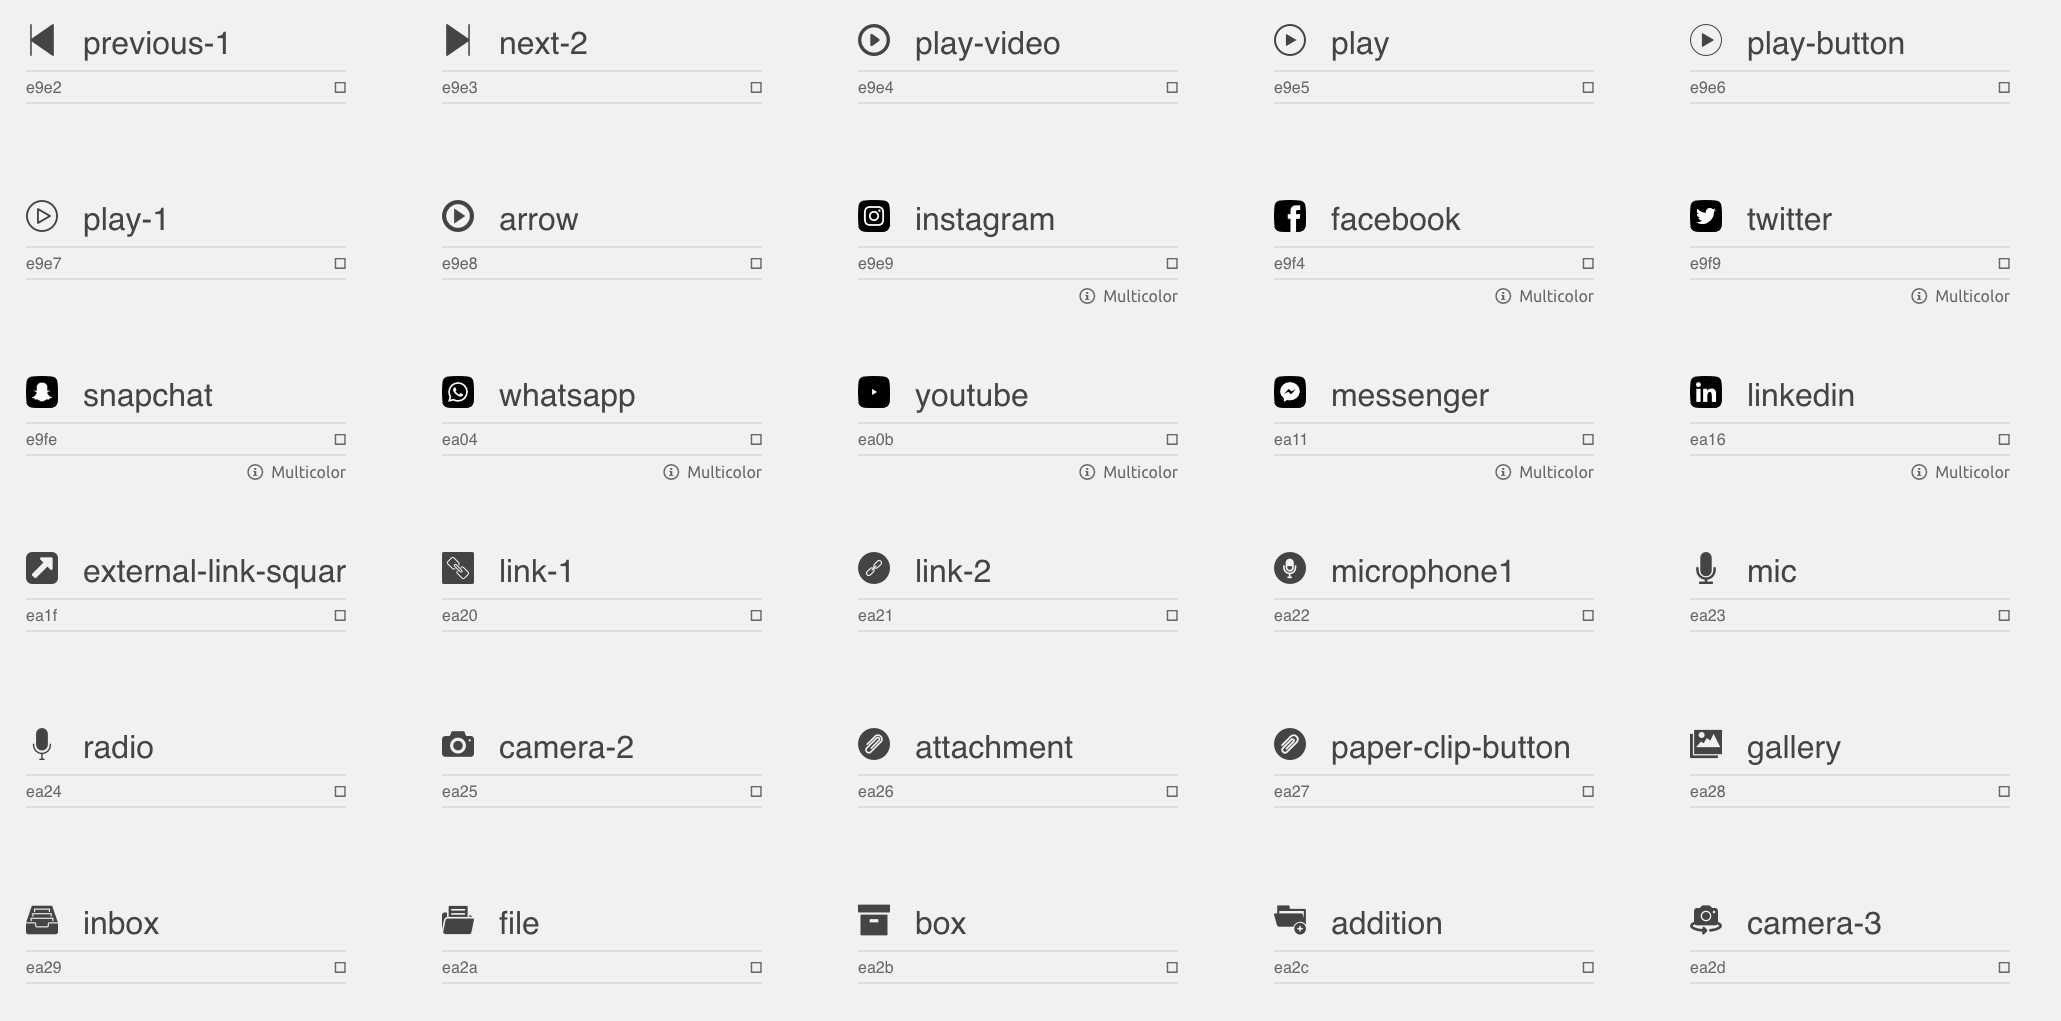 previous-1
next-2
play-video
play
play-button
e9e2
e9e3
e9e4
e9e5
e9e6
play-1
arrow
instagram
facebook
twitter
e9e7
e9e8
e9e9
e9f4
e9f9
Multicolor
Multicolor
Multicolor
snapchat
whatsapp
youtube
messenger
linkedin
e9fe
ea04
ea0b
ea11
ea16
Multicolor
Multicolor
Multicolor
Multicolor
Multicolor
external-link-squar
link-1
link-2
microphone1
mic
ea1f
ea20
ea21
ea22
ea23
radio
camera-2
attachment
paper-clip-button
gallery
ea24
ea25
ea26
ea27
ea28
inbox
file
box
addition
camera-3
ea29
ea2a
ea2b
ea2c
ea2d